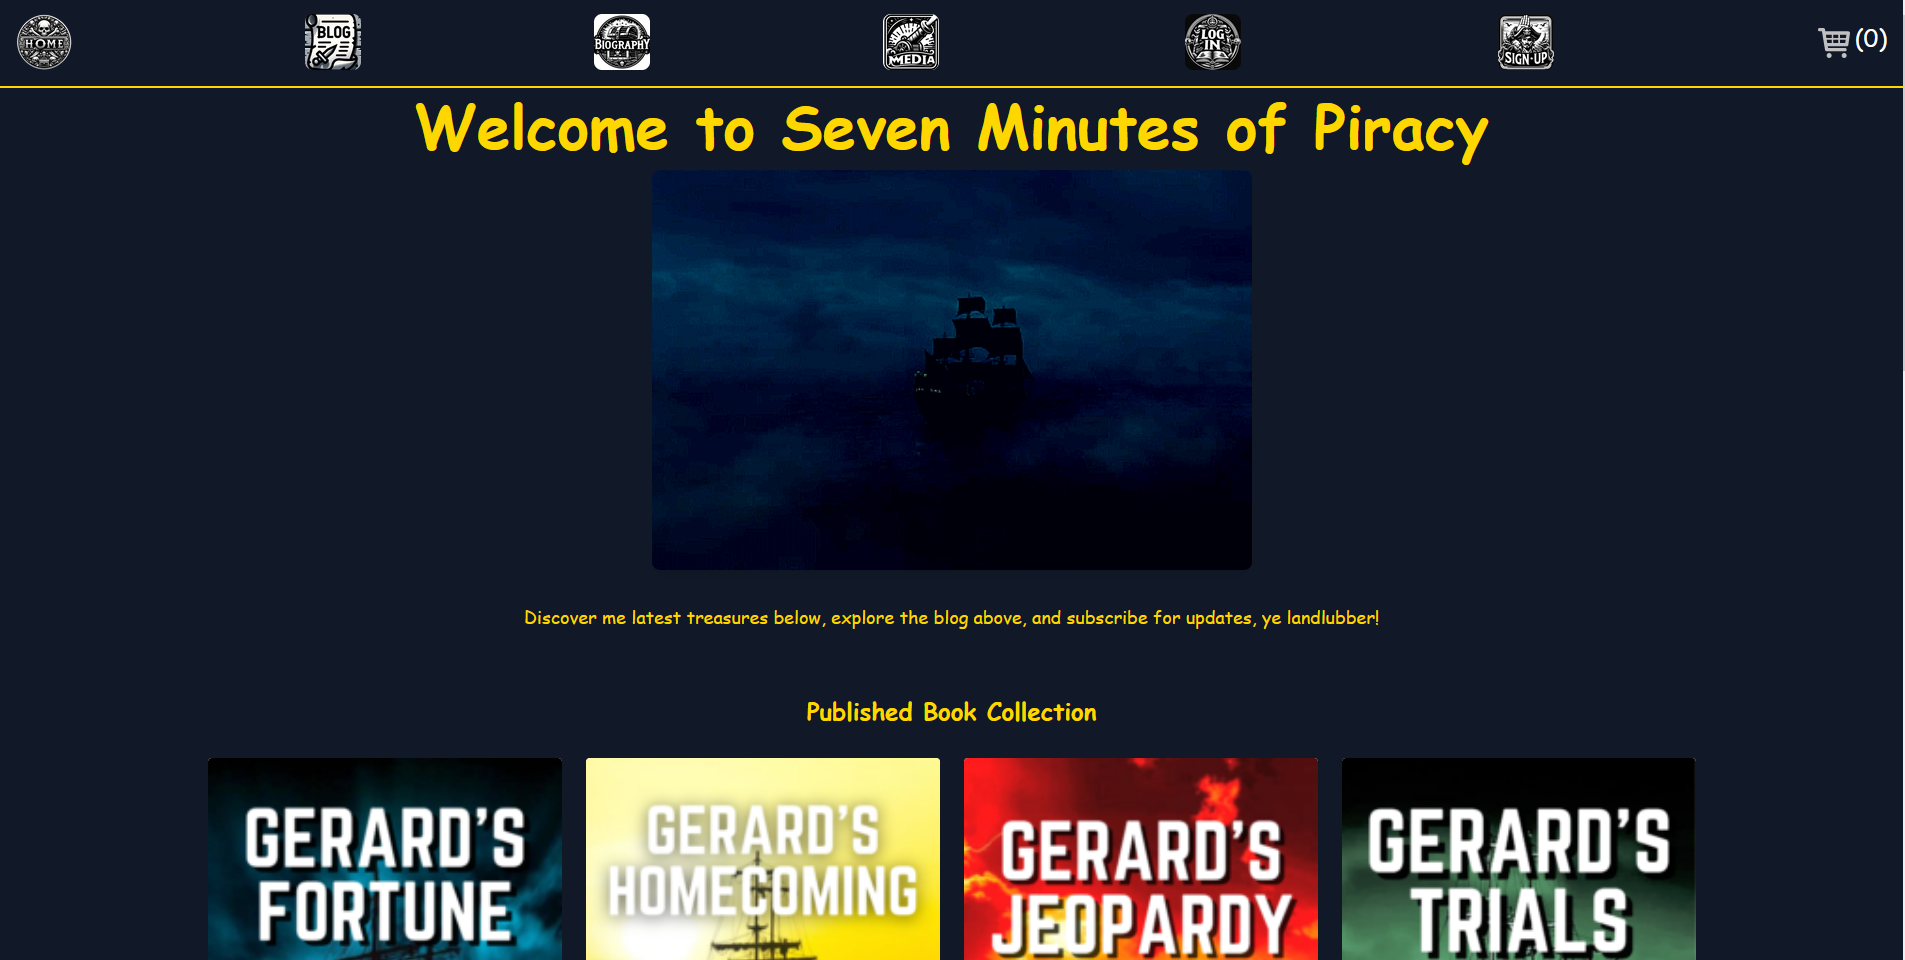 HOME
BLOG
BIOGRAPHY
MEDIA
LOG
IN
SIGN-UP
(0)
Welcome to Seven Minutes of Piracy
Discover me latest treasures below, explore the blog above, and subscribe for updates, ye landlubber!
Published Book Collection
GERARD'S
FORTUNE
GERARD'S
HOMECOMING
GERARD'S
JEOPARDY
GERARD'S
TRIALS